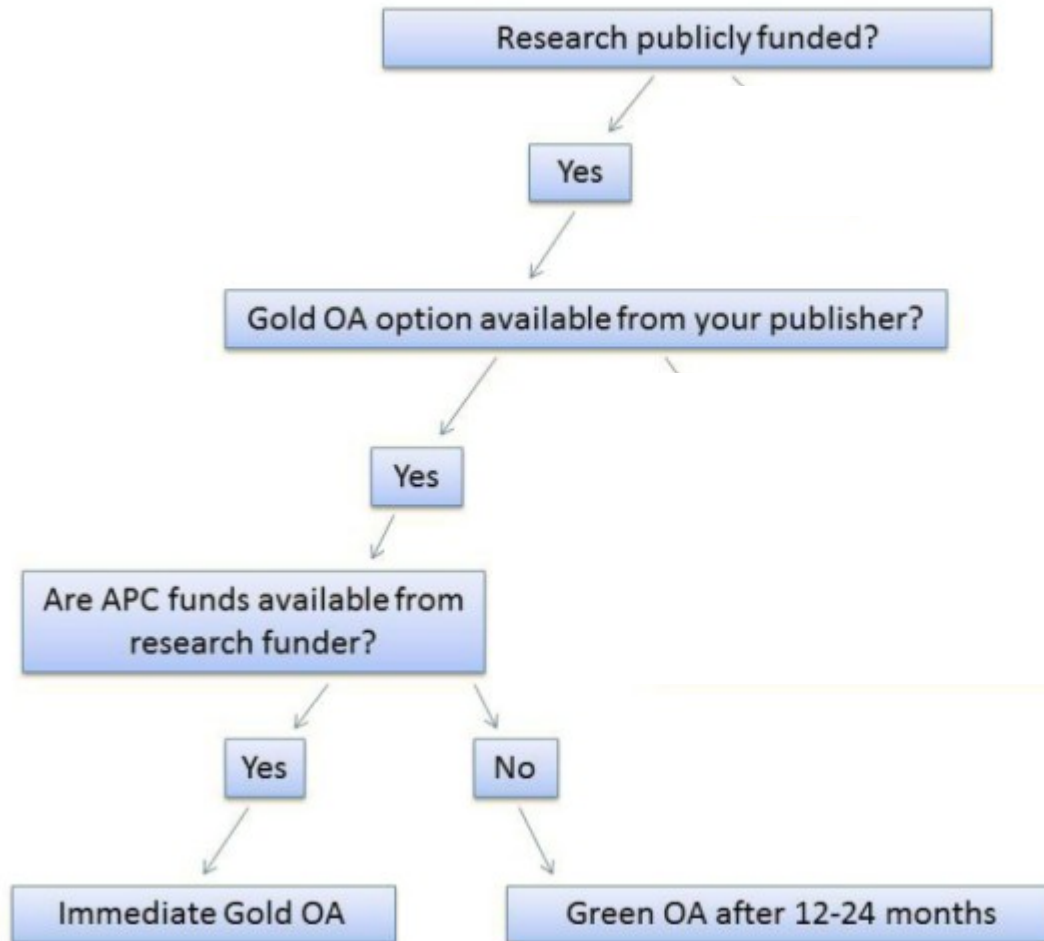 Research publicly funded?
Yes
Gold OA option available from your publisher?
Yes
Are APC funds available from
research funder?
Yes
No
Immediate Gold OA
Green OA after 12-24 months